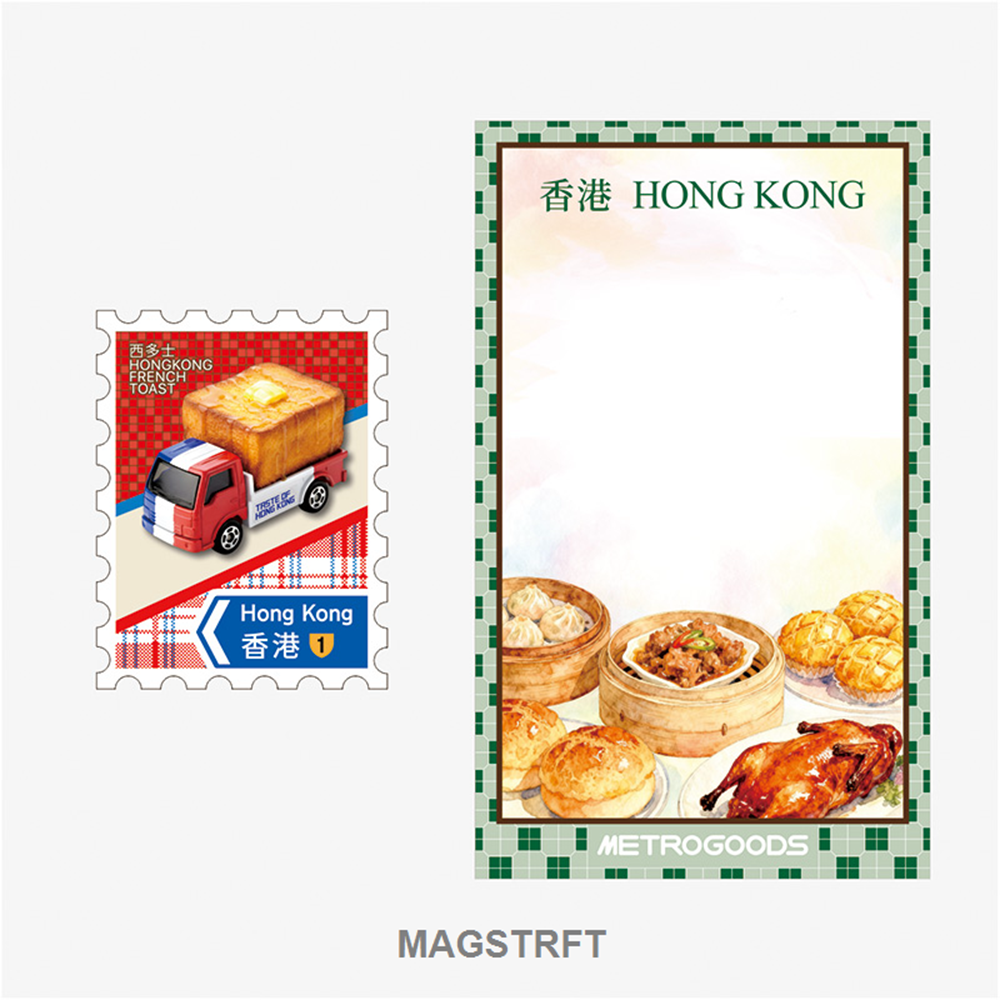 西多士
HONGKONG
FRENCH
TOAST
TASTE OF
HONG KONG
Hong Kong
香港 1
香港 HONG KONG
METROGOODS
MAGSTRFT